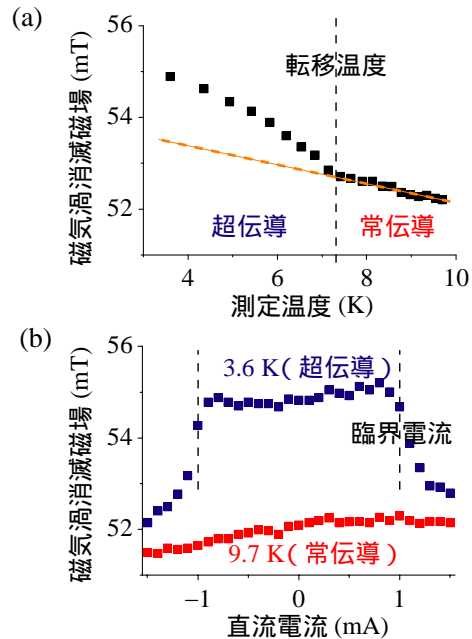 (a)
磁気渦消滅磁場 (mT)
56
54
52
転移温度
超伝導
常伝導
4
6
8
10
測定温度 (K)
(b)
磁気渦消滅磁場 (mT)
56
54
52
3.6 K( 超伝導 )
臨界電流
9.7 K( 常伝導 )
−1
0
1
直流電流 (mA)